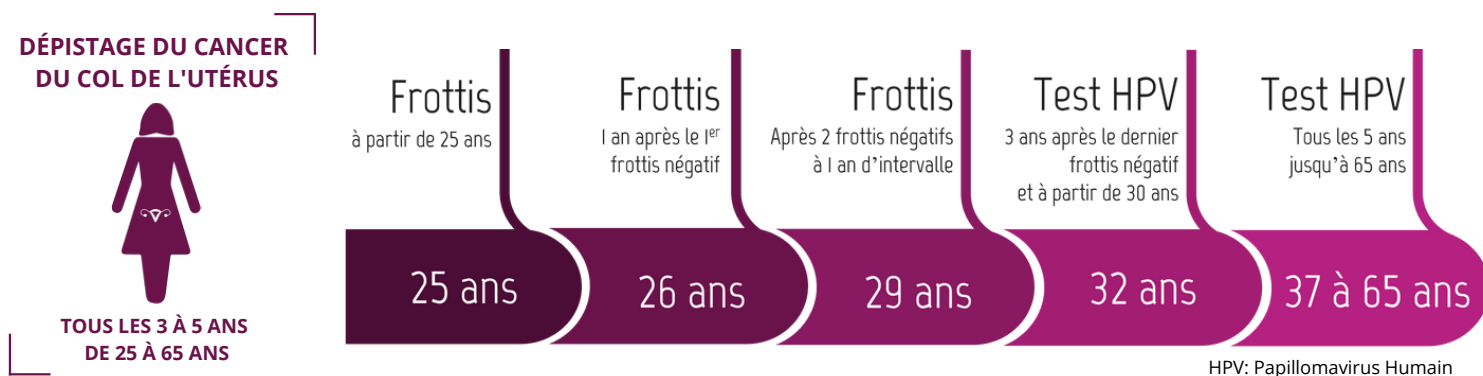 DÉPISTAGE DU CANCER
DU COL DE L'UTÉRUS
TOUS LES 3 À 5 ANS
DE 25 À 65 ANS
Frottis
à partir de 25 ans
25 ans
Frottis
1 an après le 1er
frottis négatif
26 ans
Frottis
Après 2 frottis négatifs
à 1 an d'intervalle
29 ans
Test HPV
3 ans après le dernier
frottis négatif
et à partir de 30 ans
32 ans
Test HPV
Tous les 5 ans
jusqu'à 65 ans
37 à 65 ans
HPV: Papillomavirus Humain